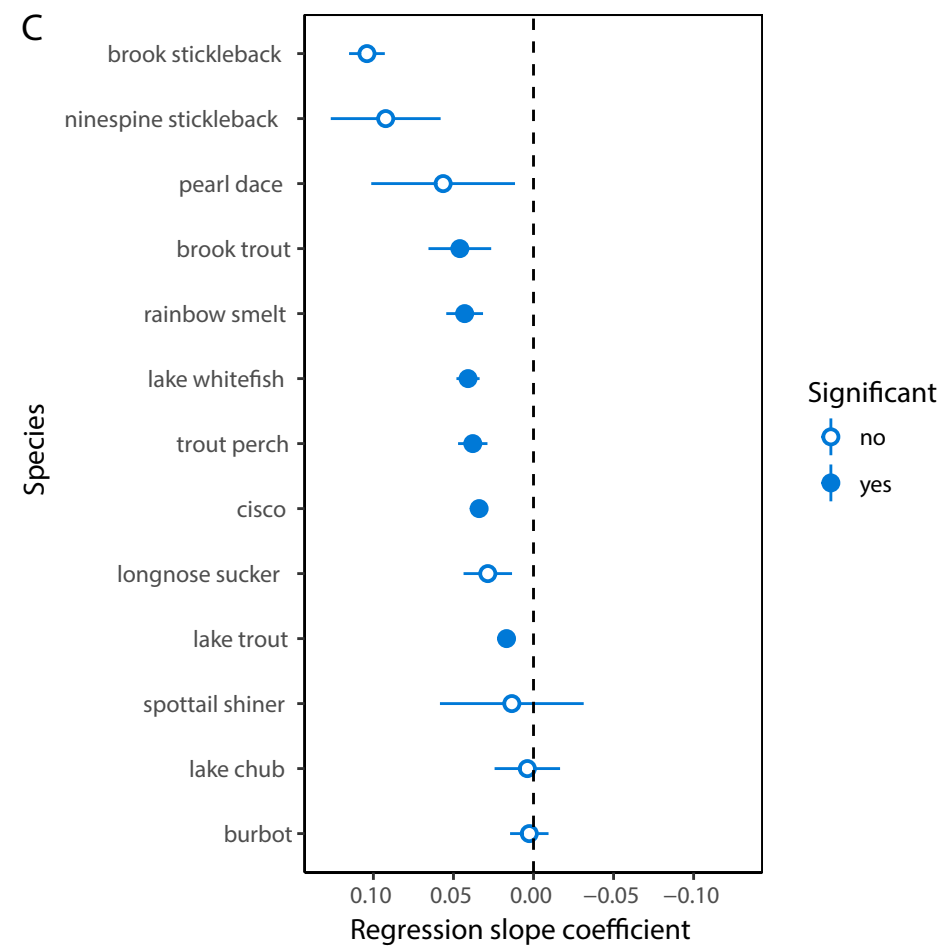 C
brook stickleback
ninespine stickleback
pearl dace
brook trout
rainbow smelt
lake whitefish
trout perch
cisco
longnose sucker
lake trout
spottail shiner
lake chub
burbot
Species
0.10 0.05 0.00 −0.05 −0.10
Regression slope coefficient
Significant
no
yes